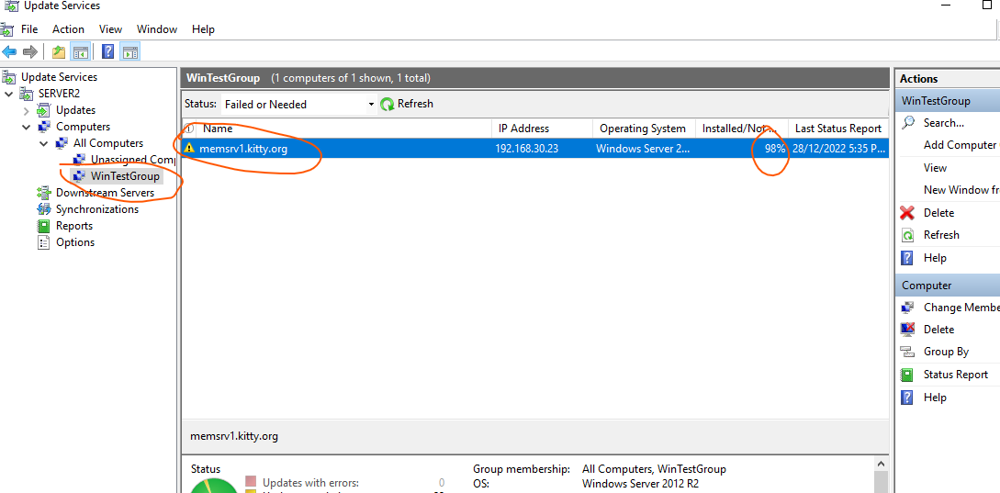 Update Services
File Action View Window Help
Update Services
SERVER2
Updates
Computers
All Computers
Unassigned Comp
WinTestGroup
Downstream Servers
Synchronizations
Reports
Options
WinTestGroup (1 computers of 1 shown, 1 total)
Status: Failed or Needed Refresh
Name IP Address Operating System Installed/Not ... Last Status Report
memsrv1.kitty.org 192.168.30.23 Windows Server 2... 98% 28/12/2022 5:35 P...
memsrv1.kitty.org
Status
Updates with errors: 0
Group membership: All Computers, WinTestGroup
OS: Windows Server 2012 R2
Actions
WinTestGroup
Search...
Add Computer
View
New Window fr
Delete
Refresh
Help
Computer
Change Membe
Delete
Group By
Status Report
Help